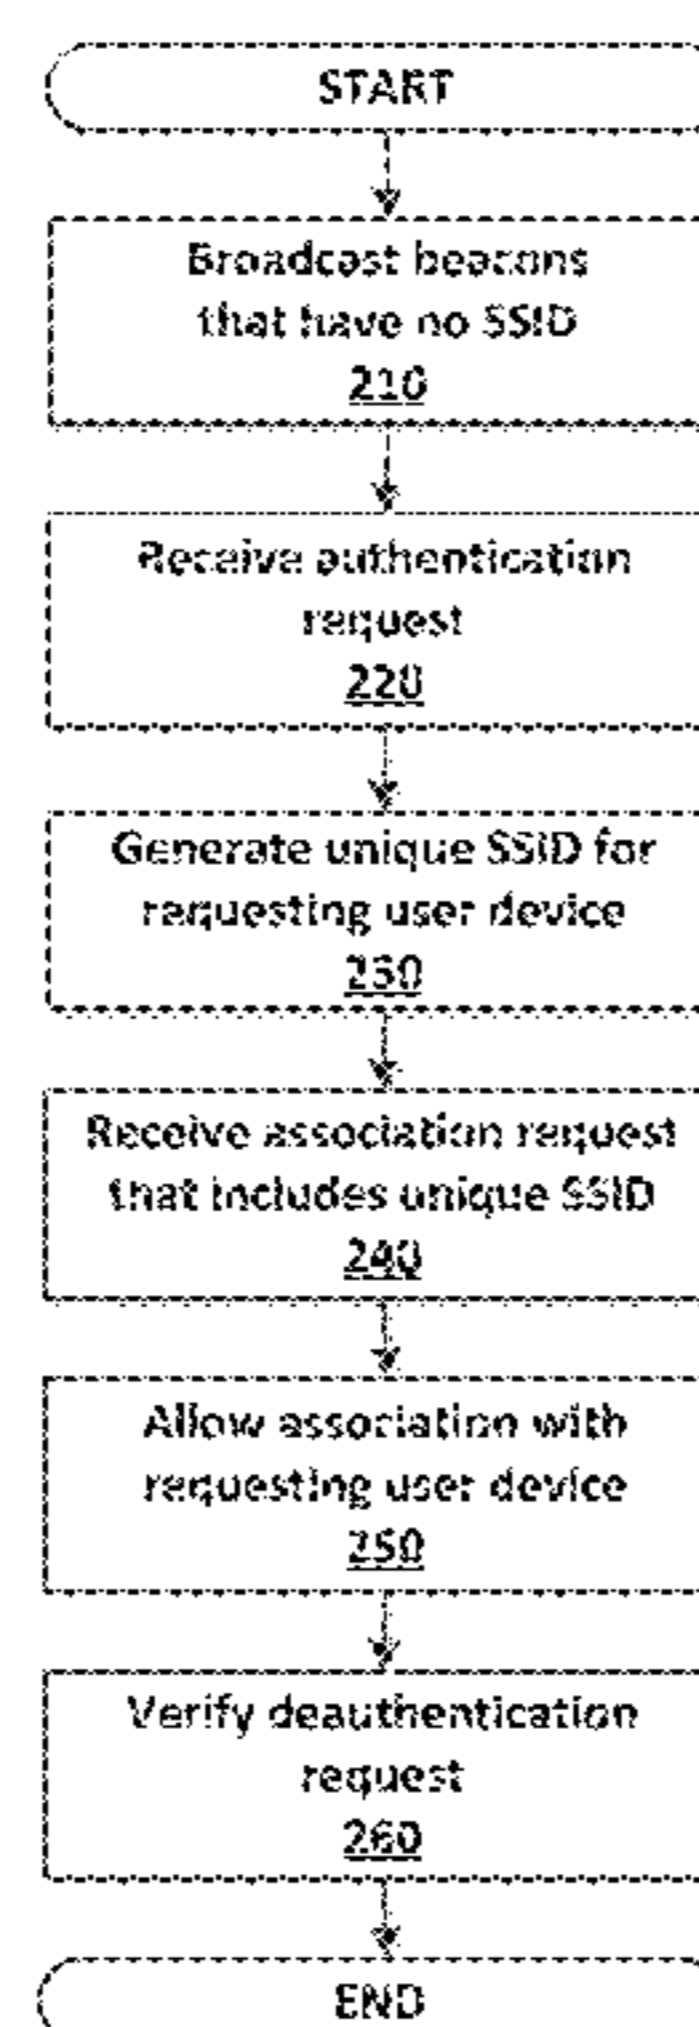 START
Broadcast beacons
that have no SSID
210
Receive authentication
request
220
Generate unique SSID for
requesting user device
230
Receive association request
that includes unique SSID
240
Allow association with
requesting user device
250
Verify deauthentication
request
260
END